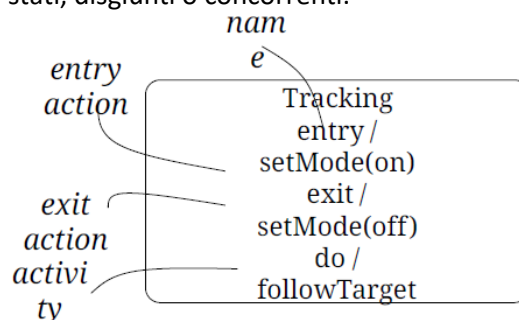 stati, disgiunti o concorrenti.
nam
e
entry
action
Tracking
entry /
setMode(on)
exit /
setMode(off)
do /
followTarget
exit
action
activi
ty